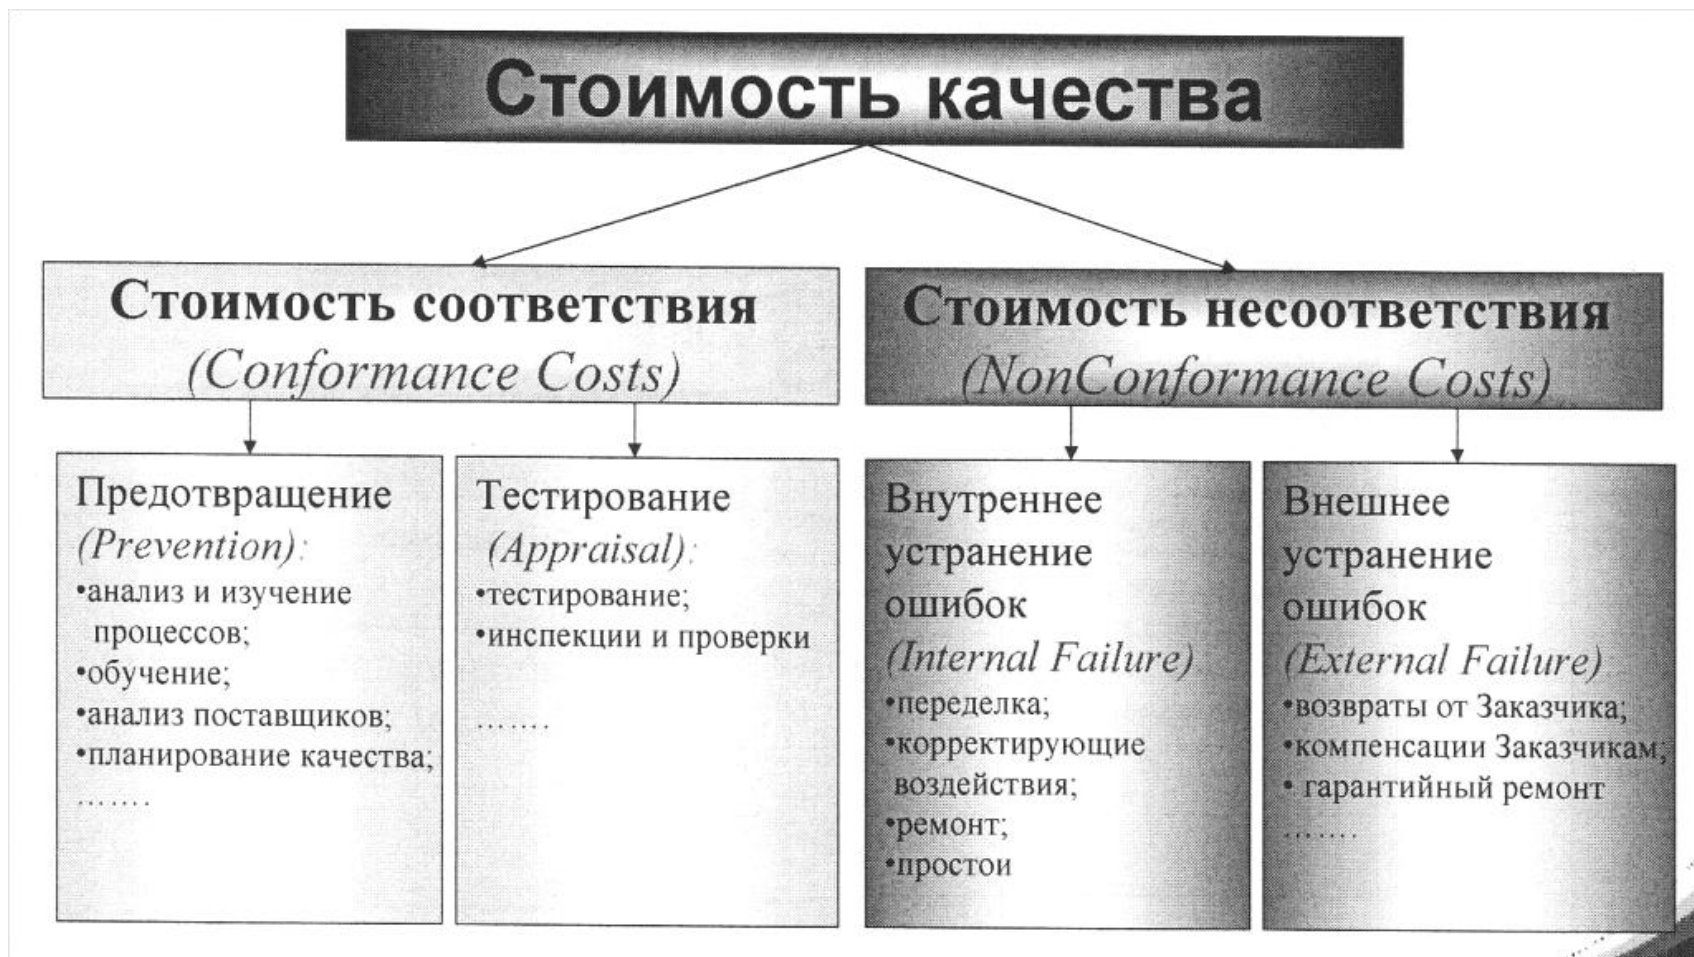 Стоимость качества
Стоимость соответствия
(Conformance Costs)
Стоимость несоответствия
(NonConformance Costs)
Предотвращение
(Prevention):
•анализ и изучение
процессов;
•обучение;
•анализ поставщиков;
•планирование качества;
…….
Тестирование
(Appraisal):
•тестирование;
•инспекции и проверки
…….
Внутреннее
устранение
ошибок
(Internal Failure)
•переделка;
•корректирующие
воздействия;
•ремонт;
•простои
Внешнее
устранение
ошибок
(External Failure)
•возвраты от Заказчика;
•компенсации Заказчикам;
• гарантийный ремонт
…….